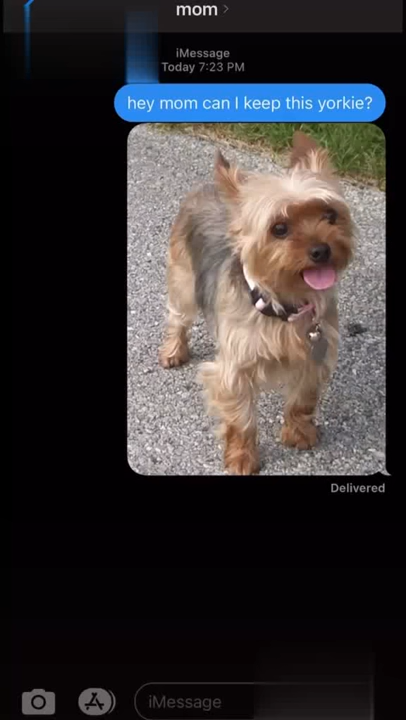 mom
iMessage
Today 7:23 PM
hey mom can I keep this yorkie?
Delivered
iMessage